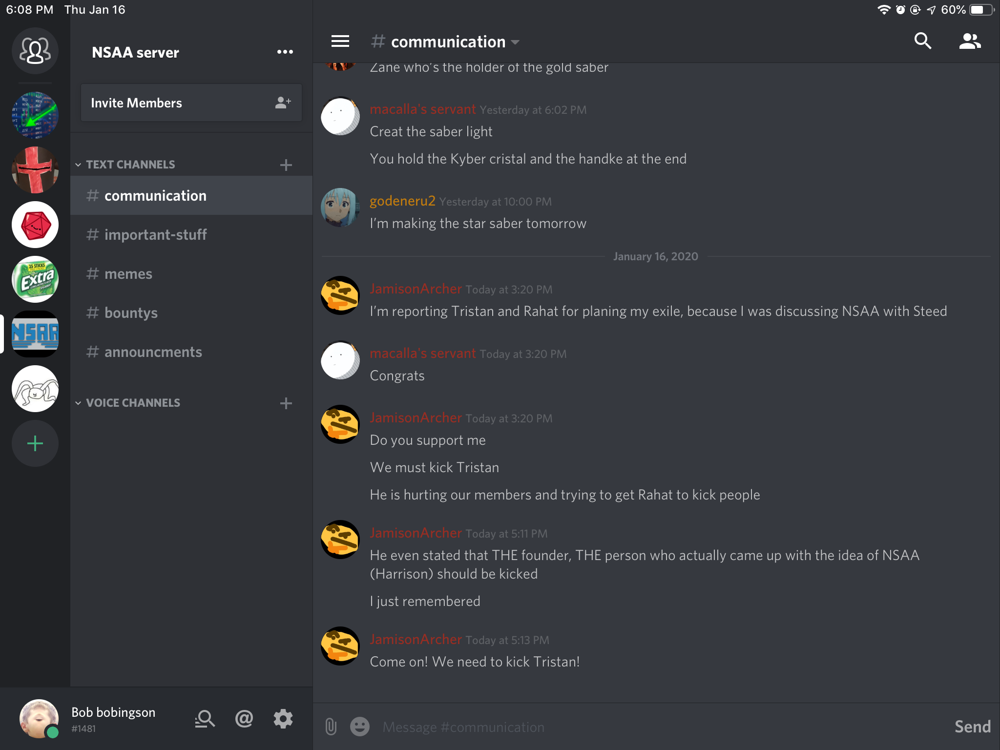 6:08 PM Thu Jan 16
60%
NSAA server
Invite Members
TEXT CHANNELS
# communication
# important-stuff
# memes
# bountys
# announcments
VOICE CHANNELS
35 STICKS
Extra
SPEARMINT
NSAA
Bob bobingson
#1481
# communication
Zane who's the holder of the gold saber
macalla's servant Yesterday at 6:02 PM
Creat the saber light
You hold the Kyber cristal and the handke at the end
godeneru2 Yesterday at 10:00 PM
I'm making the star saber tomorrow
January 16, 2020
JamisonArcher Today at 3:20 PM
I'm reporting Tristan and Rahat for planing my exile, because I was discussing NSAA with Steed
macalla's servant Today at 3:20 PM
Congrats
JamisonArcher Today at 3:20 PM
Do you support me
We must kick Tristan
He is hurting our members and trying to get Rahat to kick people
JamisonArcher Today at 5:11 PM
He even stated that THE founder, THE person who actually came up with the idea of NSAA
(Harrison) should be kicked
I just remembered
JamisonArcher Today at 5:13 PM
Come on! We need to kick Tristan!
Message #communication
Send